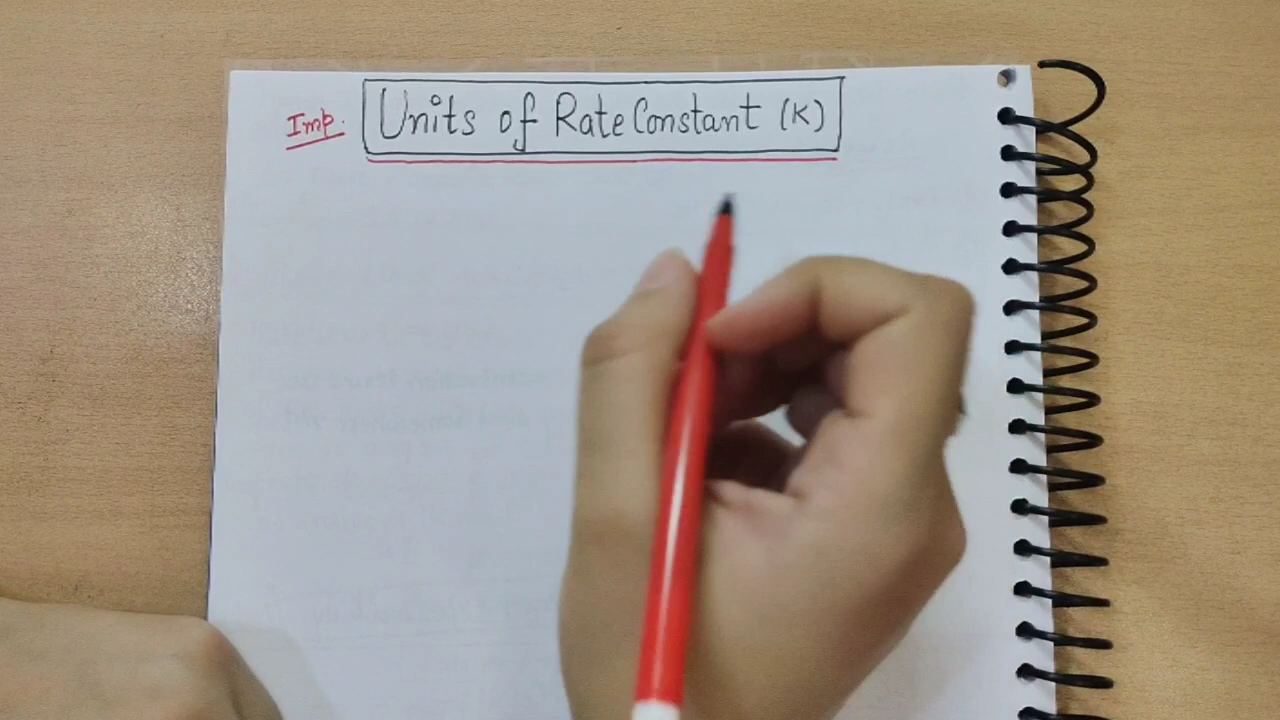 Imp. Units of Rate Constant (K)